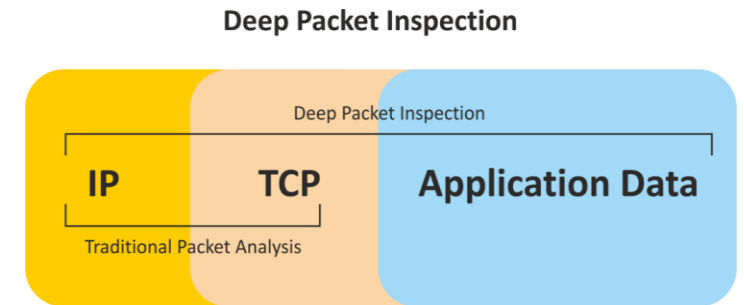 Deep Packet Inspection
Deep Packet Inspection
IP TCP Application Data
Traditional Packet Analysis